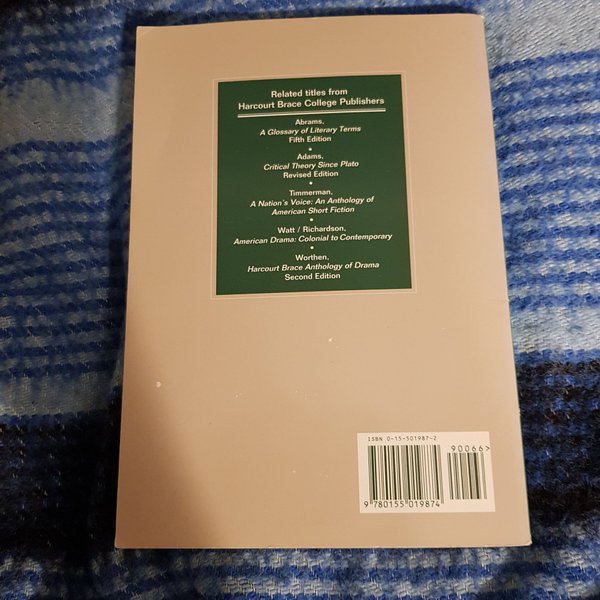 Related titles from
Harcourt Brace College Publishers
Abrams,
A Glossary of Literary Terms
Fifth Edition
•
Adams,
Critical Theory Since Plato
Revised Edition
•
Timmerman,
A Nation's Voice: An Anthology of
American Short Fiction
•
Watt / Richardson,
American Drama: Colonial to Contemporary
•
Worthen,
Harcourt Brace Anthology of Drama
Second Edition
ISBN 0-15-501987-2
90066>
9 780155 019874